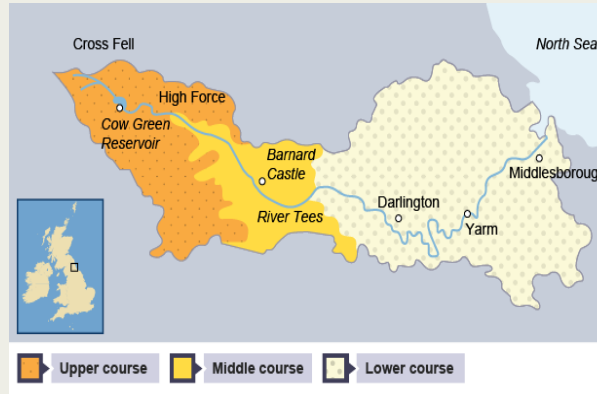 Cross Fell
North Sea
High Force
Cow Green
Reservoir
Barnard
Castle
Middlesboroug
Darlington
River Tees
Yarm
Upper course
Middle course
Lower course